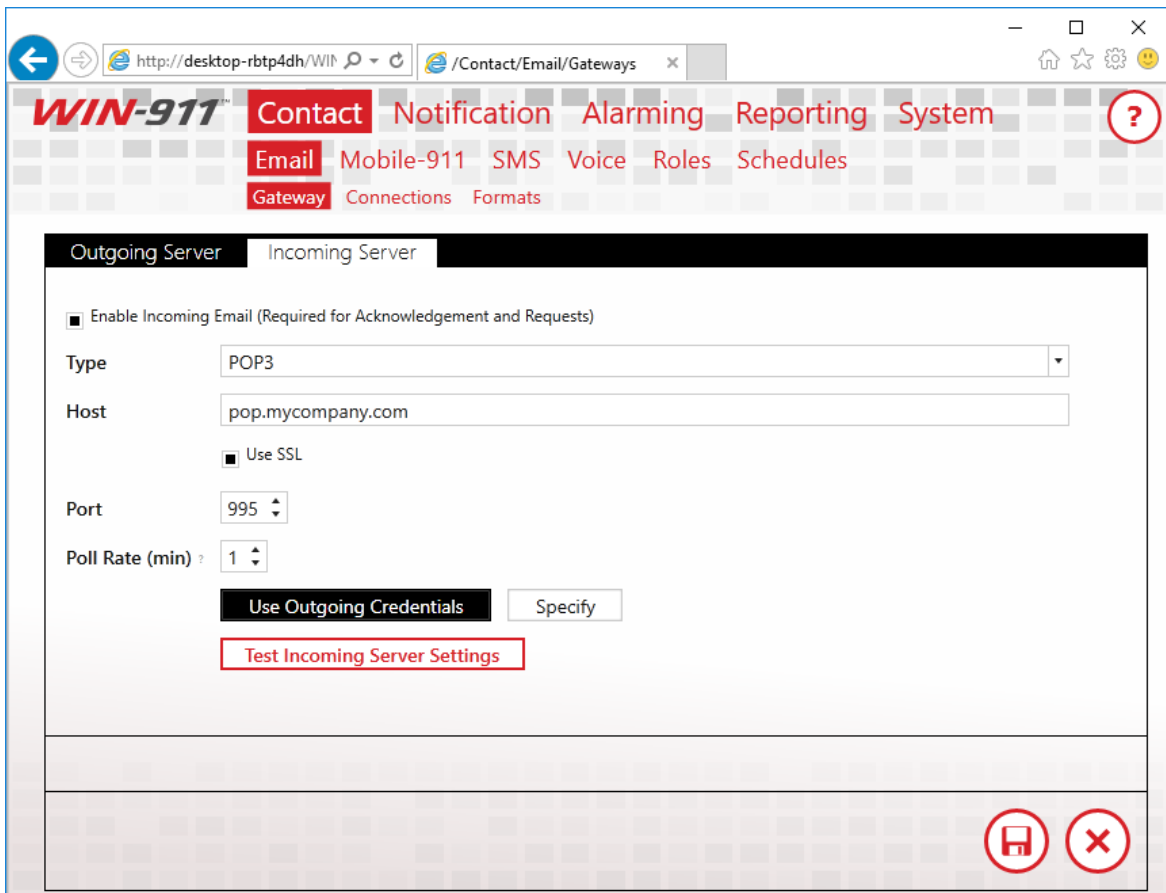 http://desktop-rbtp4dh/WIN
/Contact/Email/Gateways
WIN-911™ Contact Notification Alarming Reporting System ?
Email Mobile-911 SMS Voice Roles Schedules
Gateway Connections Formats
Outgoing Server Incoming Server
Enable Incoming Email (Required for Acknowledgement and Requests)
Type POP3
Host pop.mycompany.com
Use SSL
Port 995
Poll Rate (min) ? 1
Use Outgoing Credentials Specify
Test Incoming Server Settings